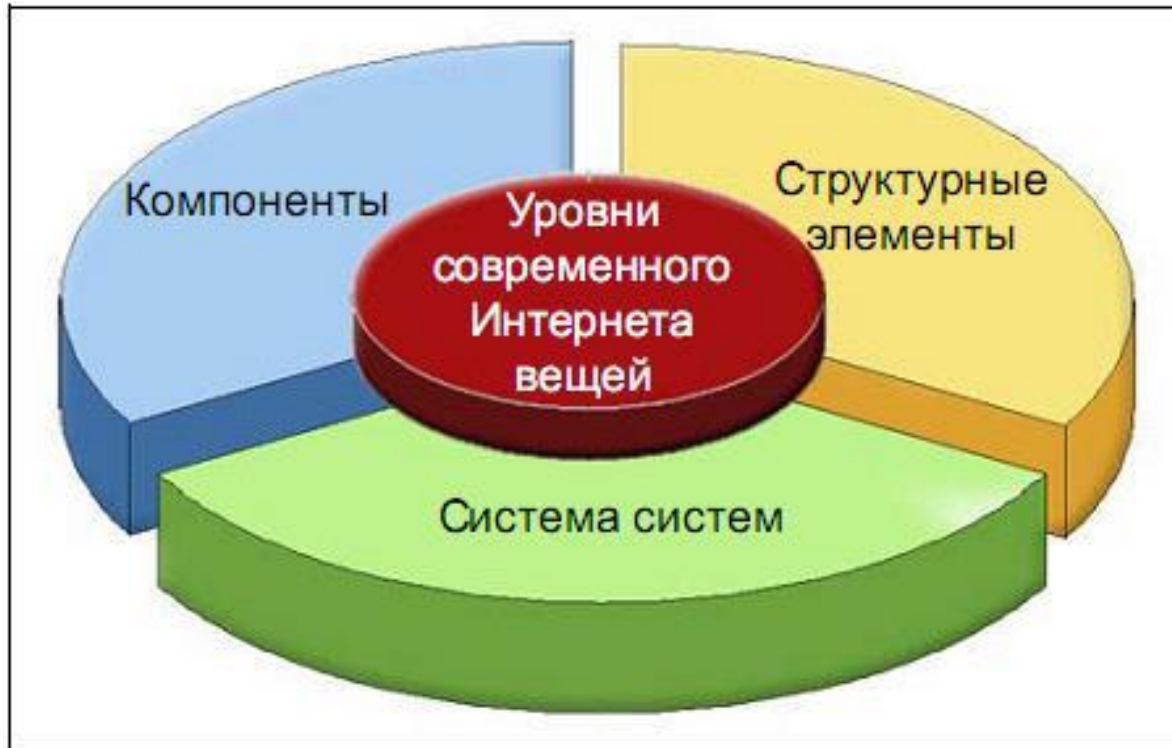 Компоненты
Структурные
элементы
Уровни
современного
Интернета
вещей
Система систем